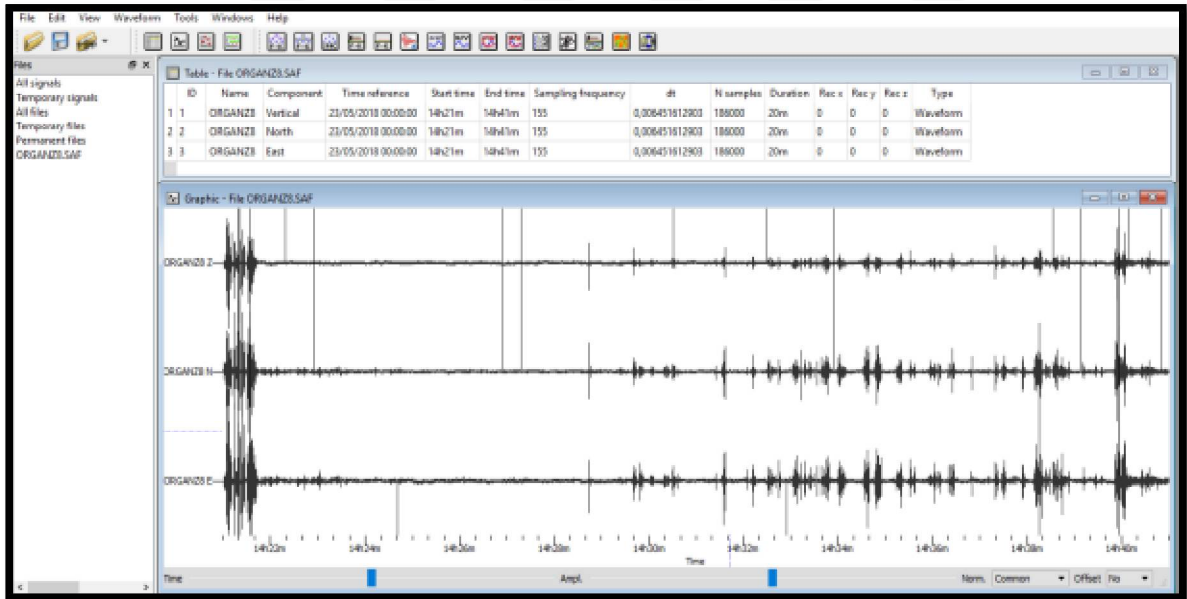 File Edit View Waveform Tools Windows Help
Files
All signals
Temporary signals
All files
Temporary files
Permanent files
ORGANZ8.SAF
Table - File ORGANZ8.SAF
ID Name Component Time reference Start time End time Sampling frequency dt N samples Duration Rec x Rec y Rec z Type
1 1 ORGANZ8 Vertical 23/05/2018 00:00:00 14h21m 14h41m 155 0,006451612903 186000 20m 0 0 0 Waveform
2 2 ORGANZ8 North 23/05/2018 00:00:00 14h21m 14h41m 155 0,006451612903 186000 20m 0 0 0 Waveform
3 3 ORGANZ8 East 23/05/2018 00:00:00 14h21m 14h41m 155 0,006451612903 186000 20m 0 0 0 Waveform
Graphic - File ORGANZ8.SAF
ORGANZ8 Z
ORGANZ8 N
ORGANZ8 E
14h22m 14h24m 14h26m 14h28m 14h30m 14h32m 14h34m 14h36m 14h38m 14h40m
Time
Time Ampl. Norm. Common Offset No